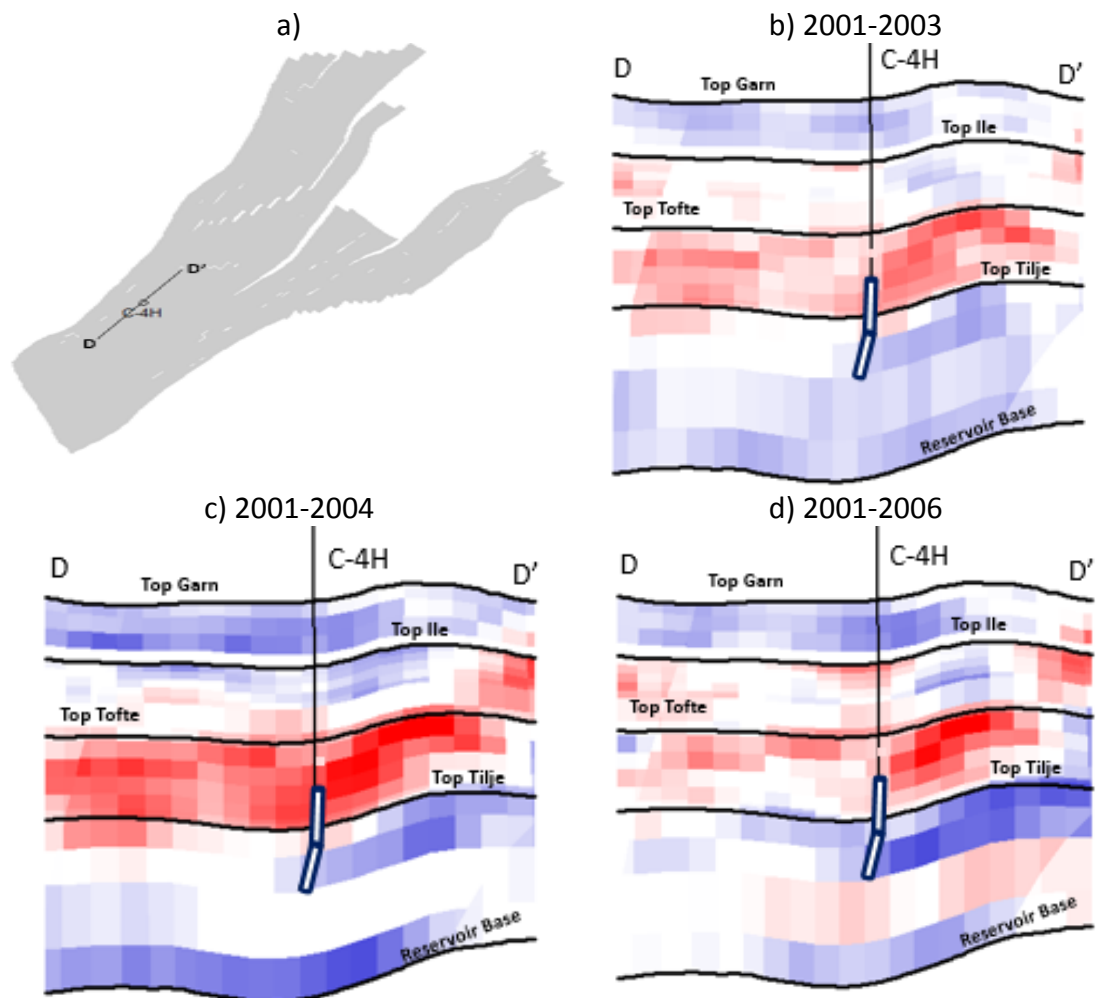 a)
D'
C-4H
D
b) 2001-2003
C-4H
D
D'
Top Garn
Top Ile
Top Tofte
Top Tilje
Reservoir Base
c) 2001-2004
C-4H
D
D'
Top Garn
Top Ile
Top Tofte
Top Tilje
Reservoir Base
d) 2001-2006
C-4H
D
D'
Top Garn
Top Ile
Top Tofte
Top Tilje
Reservoir Base